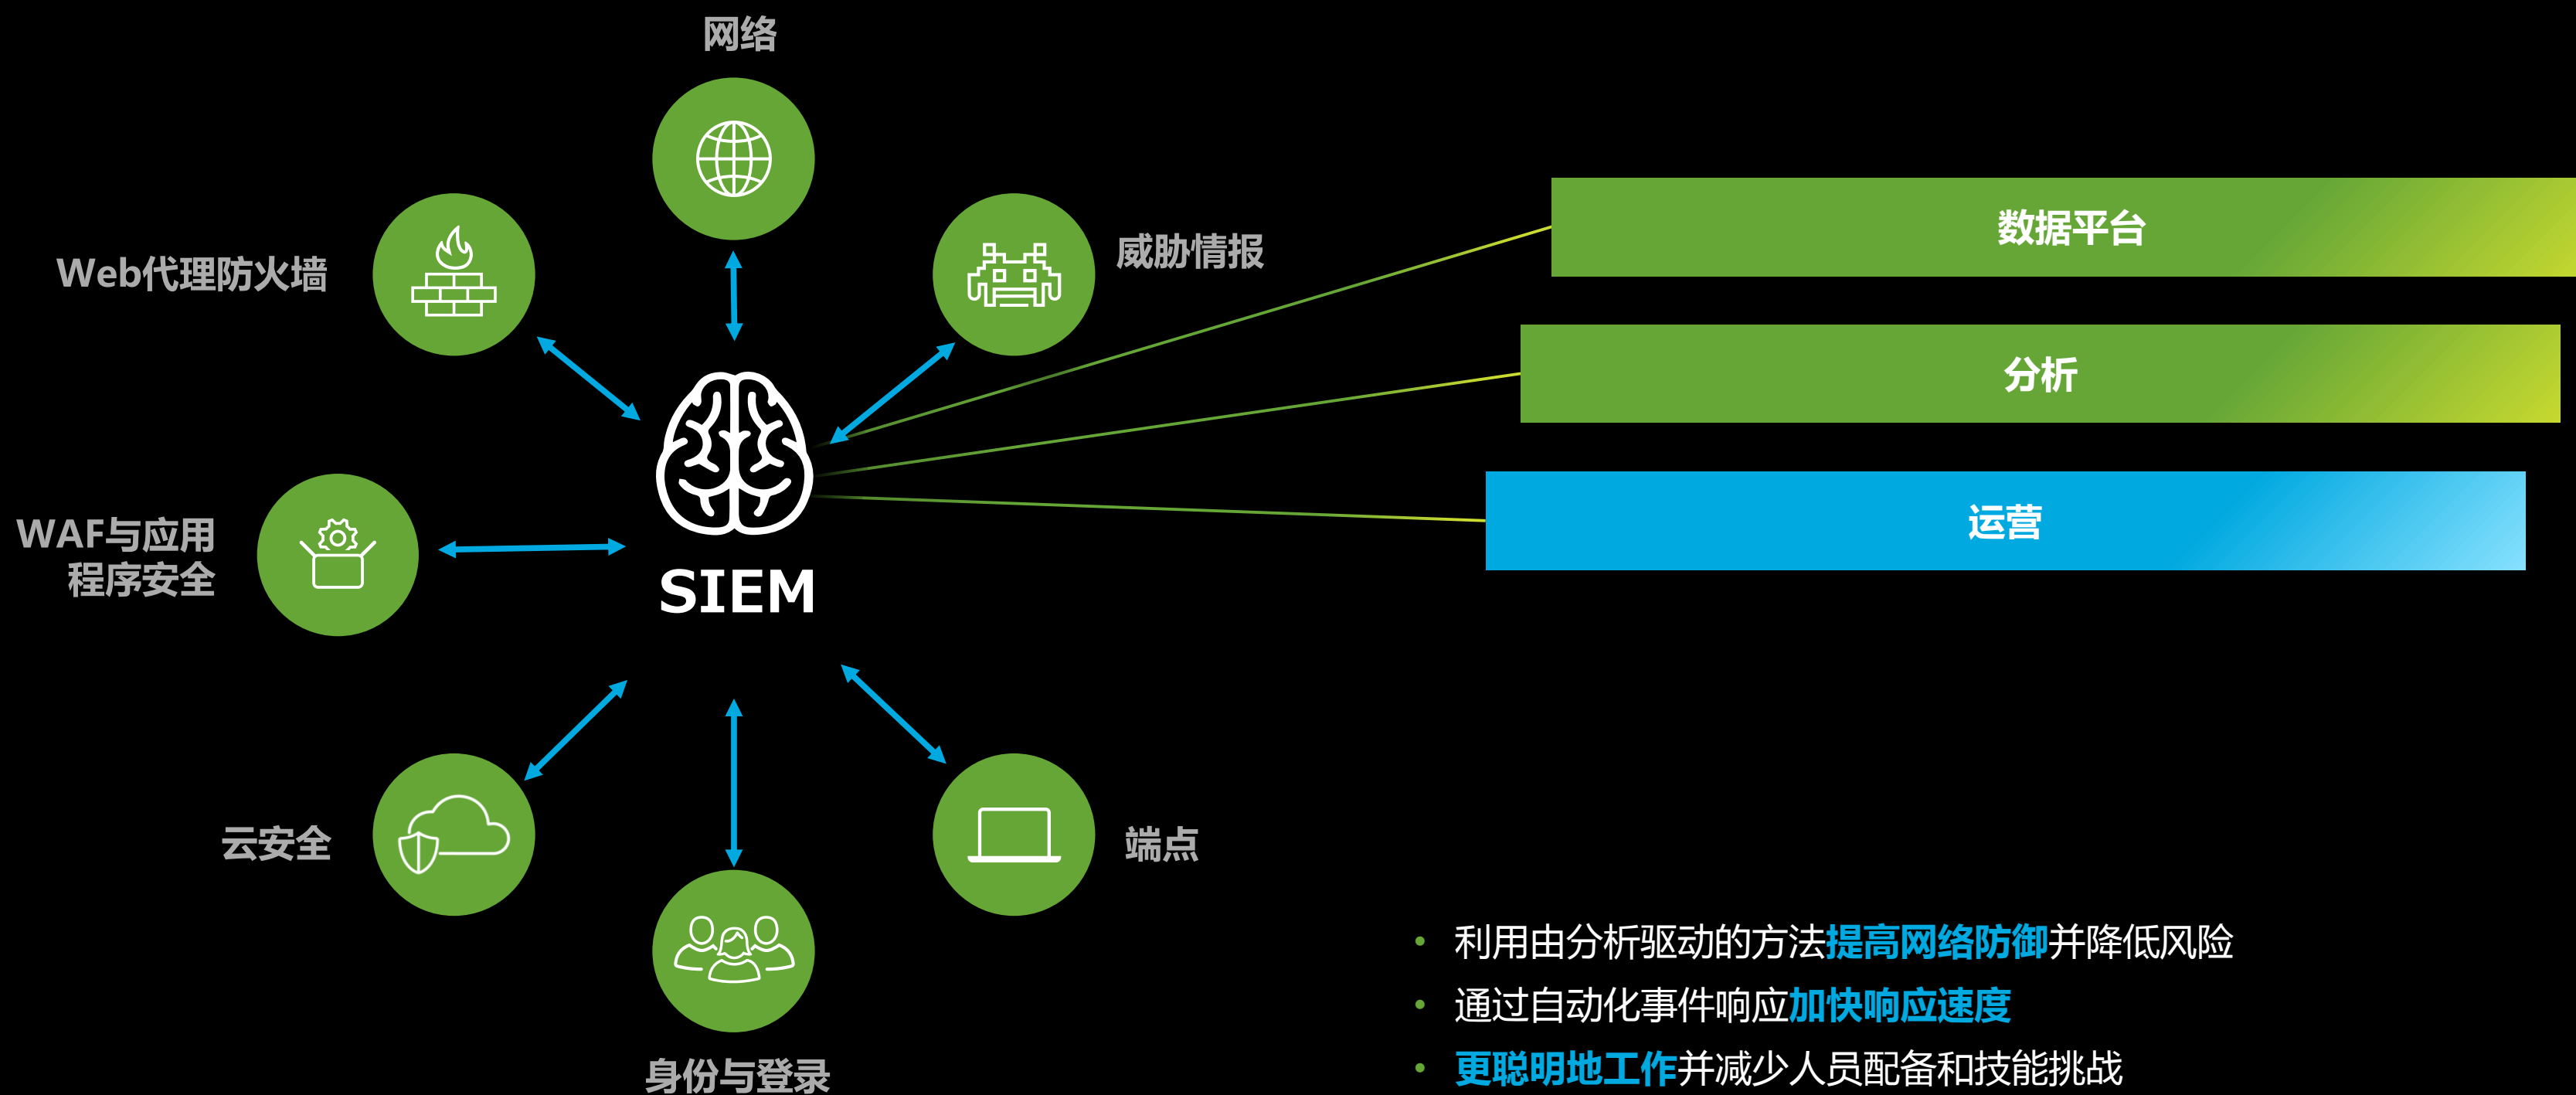 网络
威胁情报
数据平台
Web代理防火墙
分析
WAF与应用
程序安全
运营
SIEM
云安全
端点
身份与登录
• 利用由分析驱动的方法提高网络防御并降低风险
• 通过自动化事件响应加快响应速度
• 更聪明地工作并减少人员配备和技能挑战